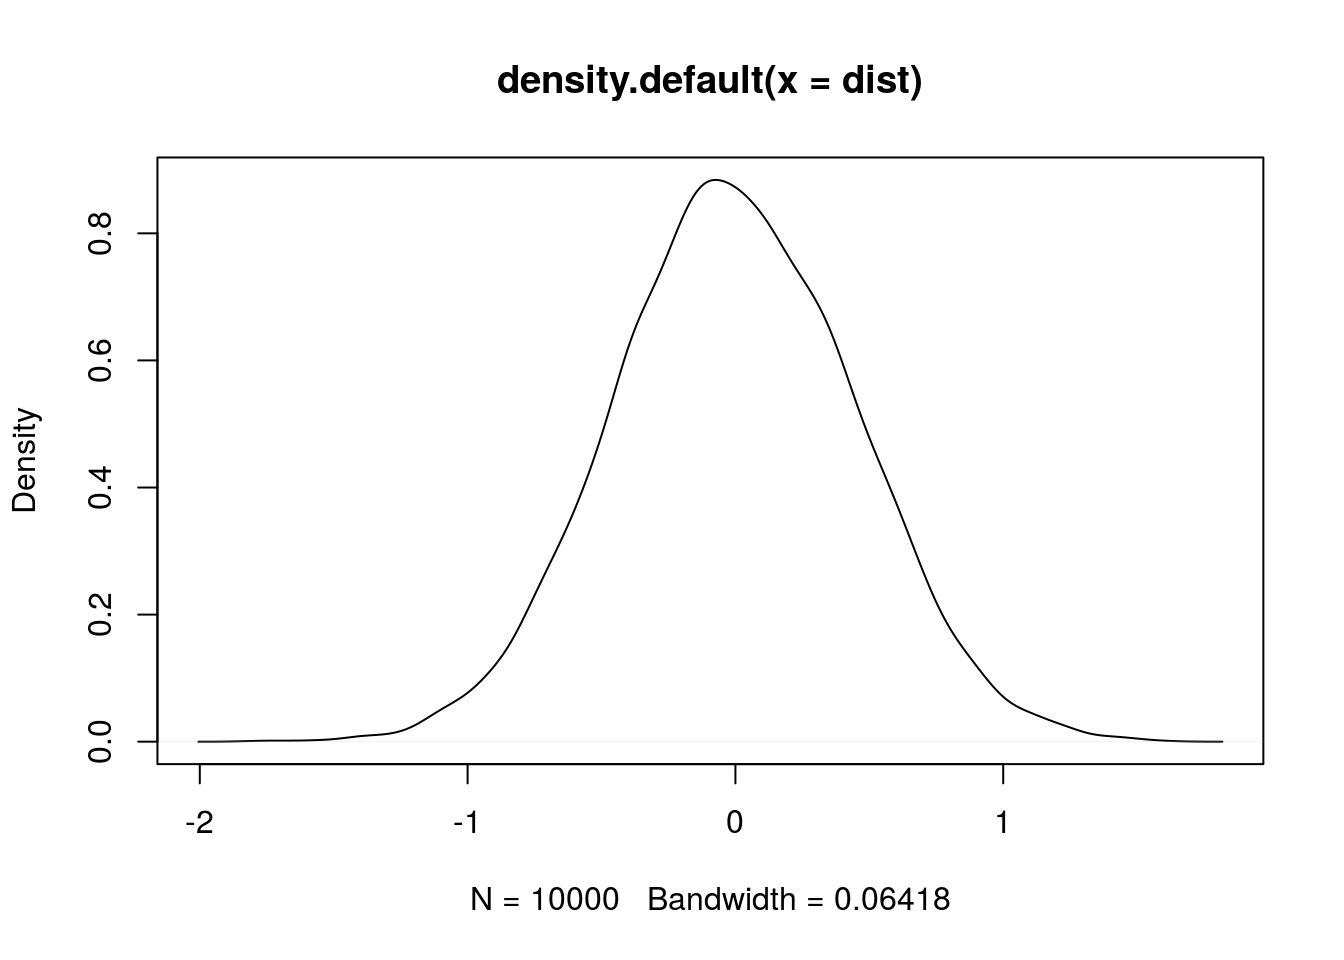 density.default(x = dist)
Density
0.8
0.6
0.4
0.2
0.0
-2 -1 0 1
N = 10000 Bandwidth = 0.06418